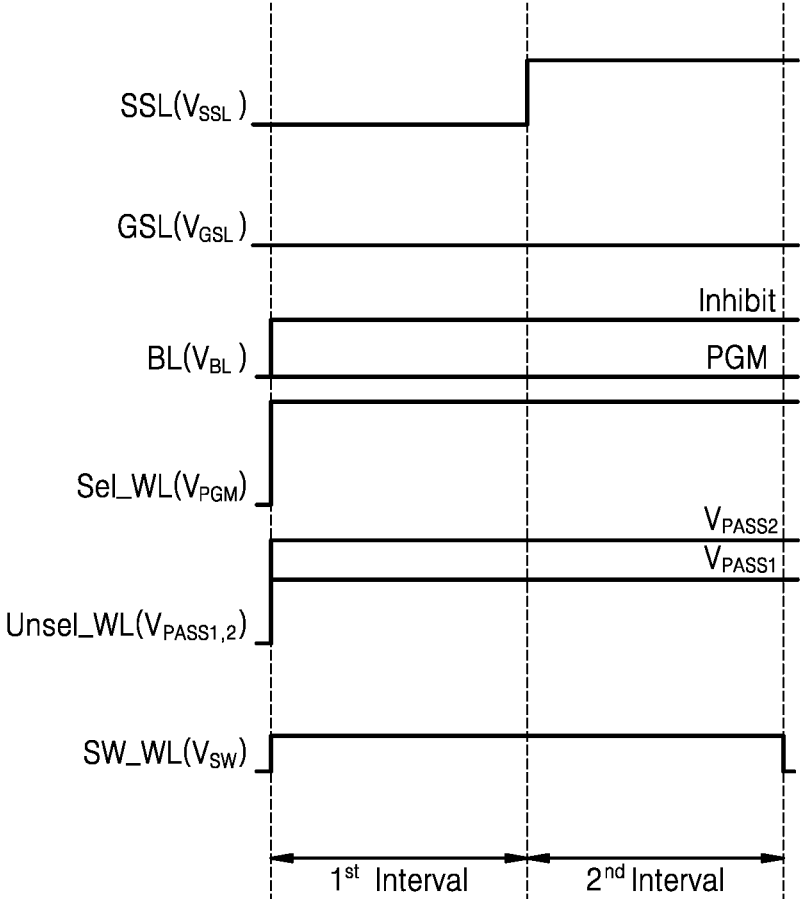 SSL(VSSL)
GSL(VGSL)
Inhibit
BL(VBL)
PGM
Sel_WL(VPGM)
VPASS2
VPASS1
Unsel_WL(VPASS1,2)
SW_WL(VSW)
1st Interval
2nd Interval